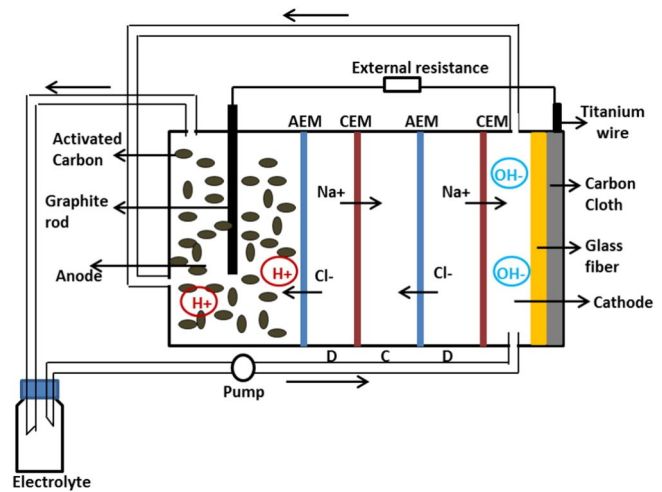 External resistance
Titanium
wire
Activated
Carbon
AEM CEM AEM CEM
OH-
Na+ Na+
Carbon
Cloth
Graphite
rod
Glass
fiber
Anode
H+ Cl- Cl- OH-
H+
Cathode
D C D
Pump
Electrolyte